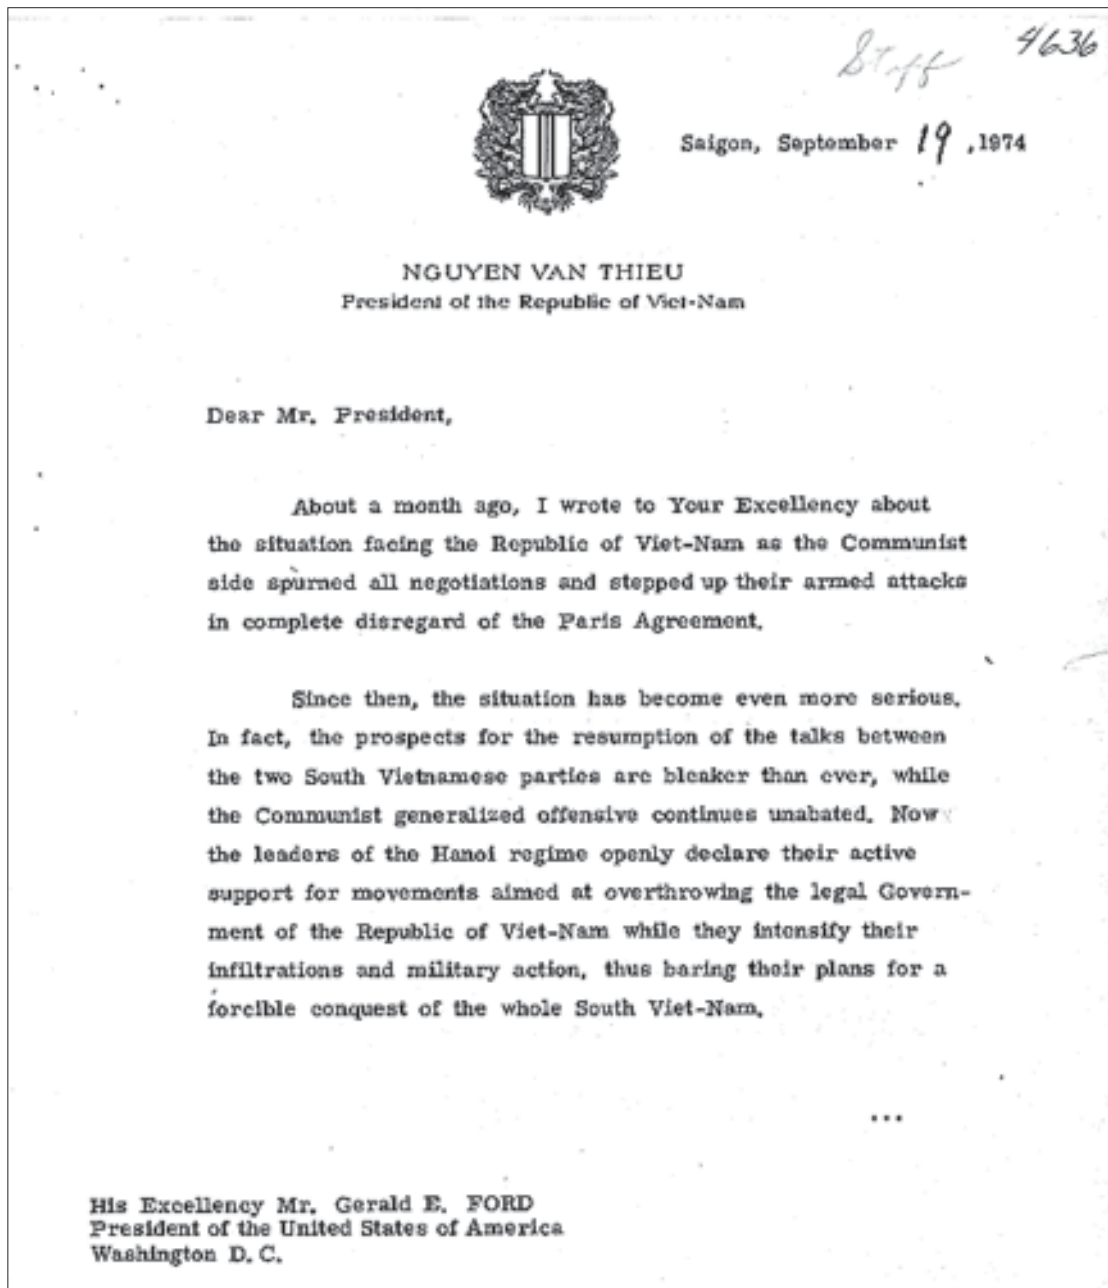 Staff 4636
Saigon, September 19, 1974
NGUYEN VAN THIEU
President of the Republic of Viet-Nam
Dear Mr. President,
About a month ago, I wrote to Your Excellency about
the situation facing the Republic of Viet-Nam as the Communist
side spurned all negotiations and stepped up their armed attacks
in complete disregard of the Paris Agreement.
Since then, the situation has become even more serious.
In fact, the prospects for the resumption of the talks between
the two South Vietnamese parties are bleaker than ever, while
the Communist generalized offensive continues unabated. Now
the leaders of the Hanoi regime openly declare their active
support for movements aimed at overthrowing the legal Govern-
ment of the Republic of Viet-Nam while they intensify their
infiltrations and military action, thus baring their plans for a
forcible conquest of the whole South Viet-Nam.
...
His Excellency Mr. Gerald E. FORD
President of the United States of America
Washington D. C.